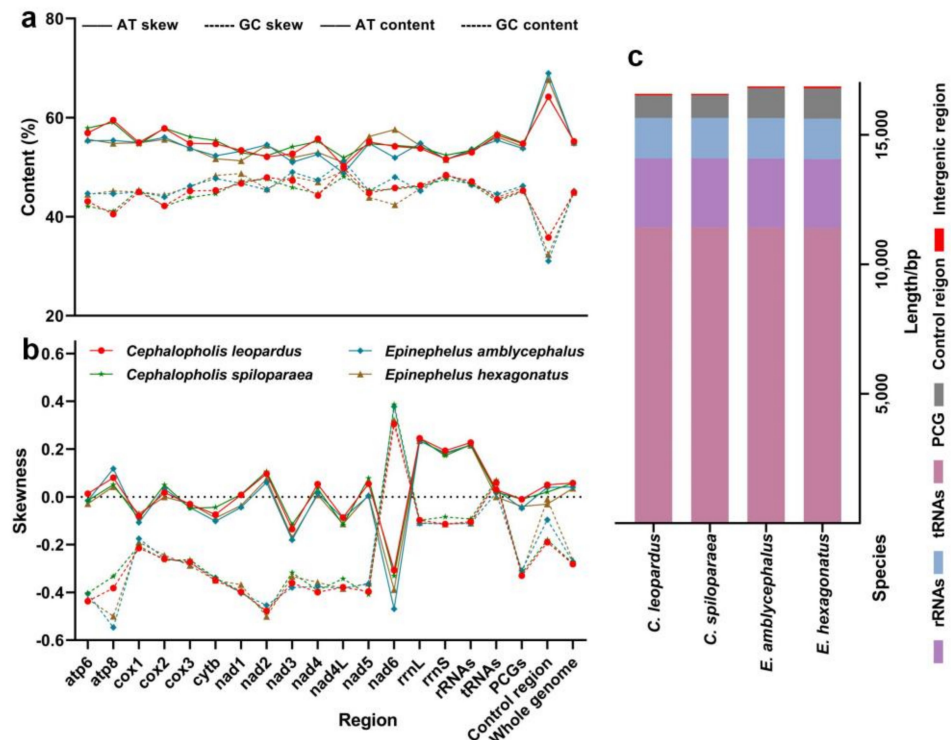 a
AT skew GC skew AT content GC content
Content (%)
80
60
40
20
b
Cephalopholis leopardus Epinephelus amblycephalus
Cephalopholis spiloparaea Epinephelus hexagonatus
Skewness
0.6
0.4
0.2
0.0
-0.2
-0.4
-0.6
atp6
atp8
cox1
cox2
cox3
cytb
nad1
nad2
nad3
nad4
nad4L
nad5
nad6
rrnL
rrnS
rRNAs
tRNAs
PCGs
Control region
Whole genome
Region
c
15,000
10,000
5,000
Length/bp
C. leopardus
C. spiloparaea
E. amblycephalus
E. hexagonatus
Species
rRNAs tRNAs PCG Control reigon Intergenic region